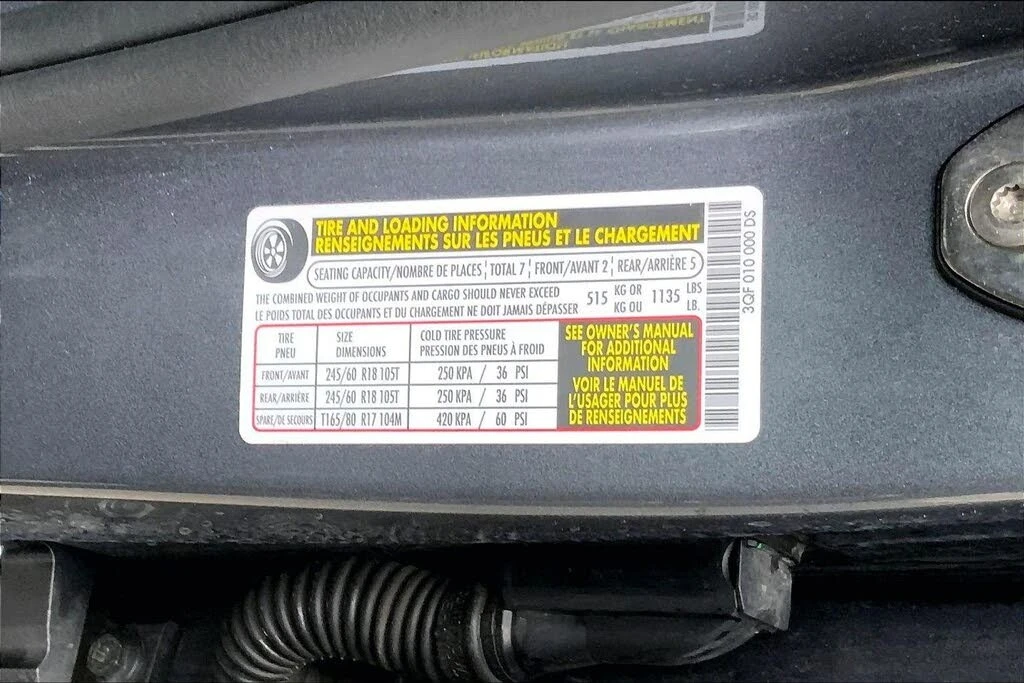 TIRE AND LOADING INFORMATION
RENSEIGNEMENTS SUR LES PNEUS ET LE CHARGEMENT
SEATING CAPACITY/NOMBRE DE PLACES ¦ TOTAL 7 ¦ FRONT/AVANT 2 ¦ REAR/ARRIÈRE 5
THE COMBINED WEIGHT OF OCCUPANTS AND CARGO SHOULD NEVER EXCEED 515 KG OR 1135 LBS
LE POIDS TOTAL DES OCCUPANTS ET DU CHARGEMENT NE DOIT JAMAIS DÉPASSER KG OU LB.
TIRE SIZE COLD TIRE PRESSURE
PNEU DIMENSIONS PRESSION DES PNEUS À FROID
FRONT/AVANT 245/60 R18 105T 250 KPA / 36 PSI
REAR/ARRIÈRE 245/60 R18 105T 250 KPA / 36 PSI
SPARE/DE SECOURS T165/80 R17 104M 420 KPA / 60 PSI
SEE OWNER'S MANUAL
FOR ADDITIONAL
INFORMATION
VOIR LE MANUEL DE
L'USAGER POUR PLUS
DE RENSEIGNEMENTS
3QF 010 000 DS